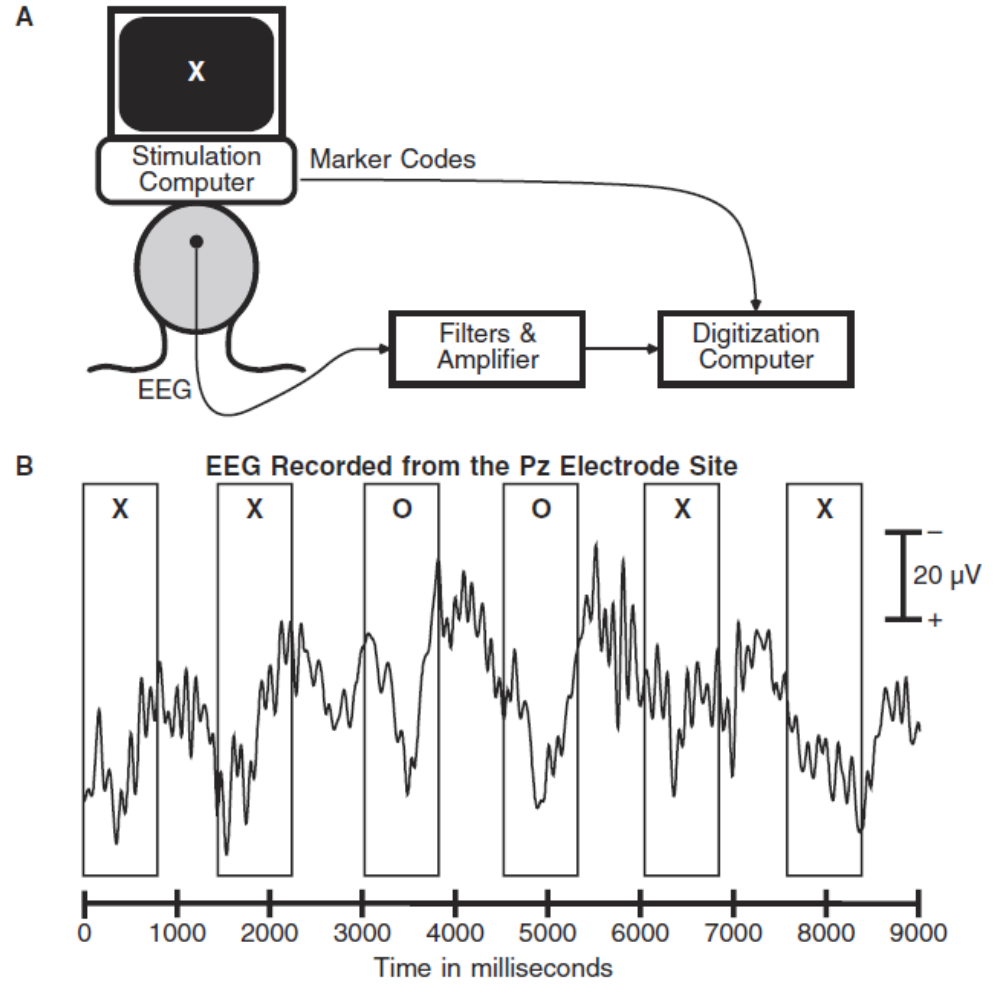 A
X
Stimulation
Computer
Marker Codes
Filters &
Amplifier
Digitization
Computer
EEG
B
EEG Recorded from the Pz Electrode Site
X X O O X X
–
20 µV
+
0 1000 2000 3000 4000 5000 6000 7000 8000 9000
Time in milliseconds